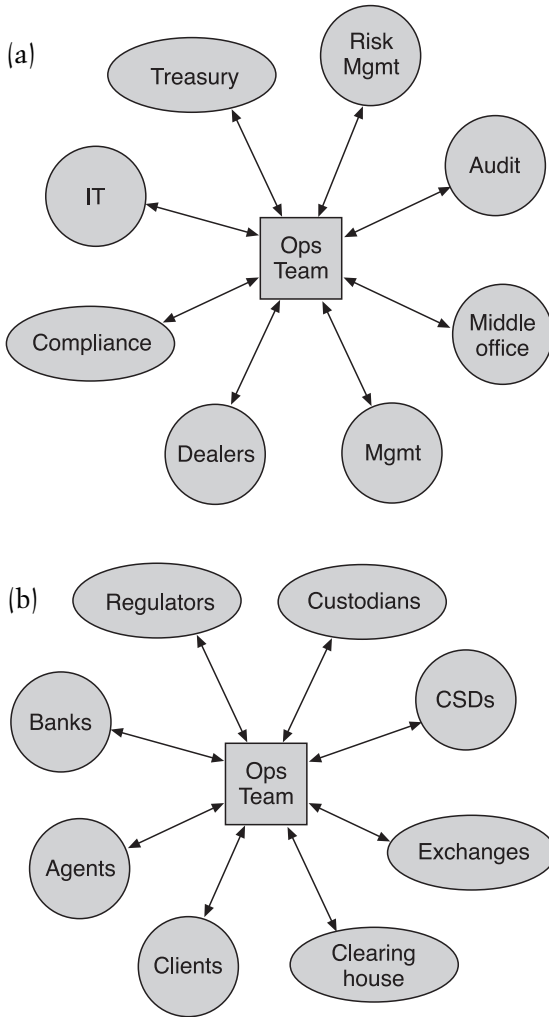 (a)
Treasury
Risk
Mgmt
IT
Audit
Ops
Team
Compliance
Middle
office
Dealers
Mgmt
(b)
Regulators
Custodians
Banks
CSDs
Ops
Team
Agents
Exchanges
Clients
Clearing
house